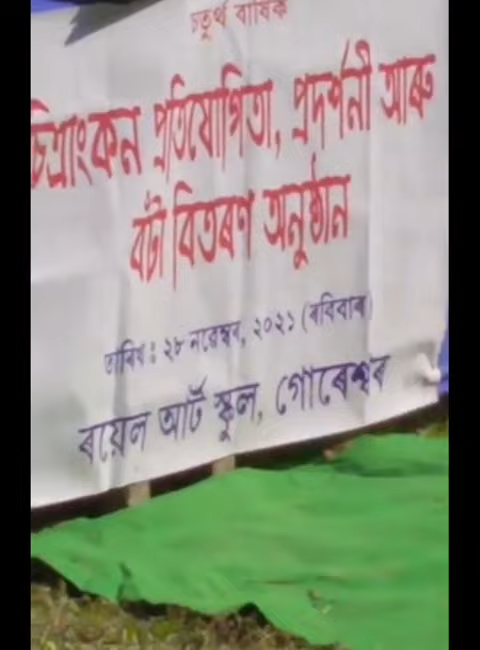 চতুৰ্থ বাৰ্ষিক
চিত্ৰাংকন প্ৰতিযোগিতা, প্ৰদৰ্শনী আৰু
বঁটা বিতৰণ অনুষ্ঠান
তাৰিখ : ২৮ নৱেম্বৰ, ২০২১ (ৰবিবাৰ)
ৰয়েল আৰ্ট স্কুল, গোৰেশ্বৰ